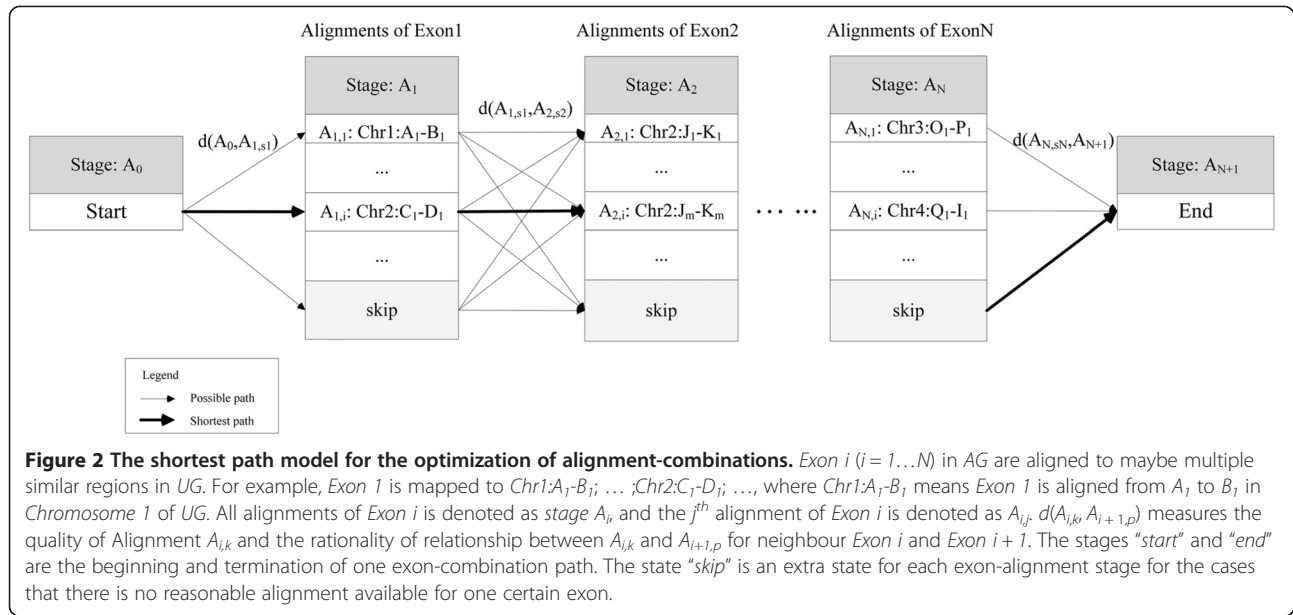 Alignments of Exon1 Alignments of Exon2 Alignments of ExonN
Stage: A₁ Stage: A₂ Stage: A_N
d(A₁,s1,A₂,s2)
d(A₀,A₁,s1)
A₁,₁: Chr1:A₁-B₁ A₂,₁: Chr2:J₁-K₁ A_N,₁: Chr3:O₁-P₁
d(A_N,sN,A_N+1)
Stage: A₀ Stage: A_N+1
... ... ...
Start A₁,i: Chr2:C₁-D₁ A₂,i: Chr2:Jₘ-Kₘ ... ... A_N,i: Chr4:Q₁-I₁ End
... ... ...
skip skip skip
Legend
Possible path
Shortest path
Figure 2 The shortest path model for the optimization of alignment-combinations. Exon i (i = 1…N) in AG are aligned to maybe multiple
similar regions in UG. For example, Exon 1 is mapped to Chr1:A₁-B₁; … ;Chr2:C₁-D₁; …, where Chr1:A₁-B₁ means Exon 1 is aligned from A₁ to B₁ in
Chromosome 1 of UG. All alignments of Exon i is denoted as stage Aᵢ, and the jth alignment of Exon i is denoted as Aᵢ,ⱼ. d(Aᵢ,ₖ, Aᵢ₊₁,ₚ) measures the
quality of Alignment Aᵢ,ₖ and the rationality of relationship between Aᵢ,ₖ and Aᵢ₊₁,ₚ for neighbour Exon i and Exon i + 1. The stages “start” and “end”
are the beginning and termination of one exon-combination path. The state “skip” is an extra state for each exon-alignment stage for the cases
that there is no reasonable alignment available for one certain exon.